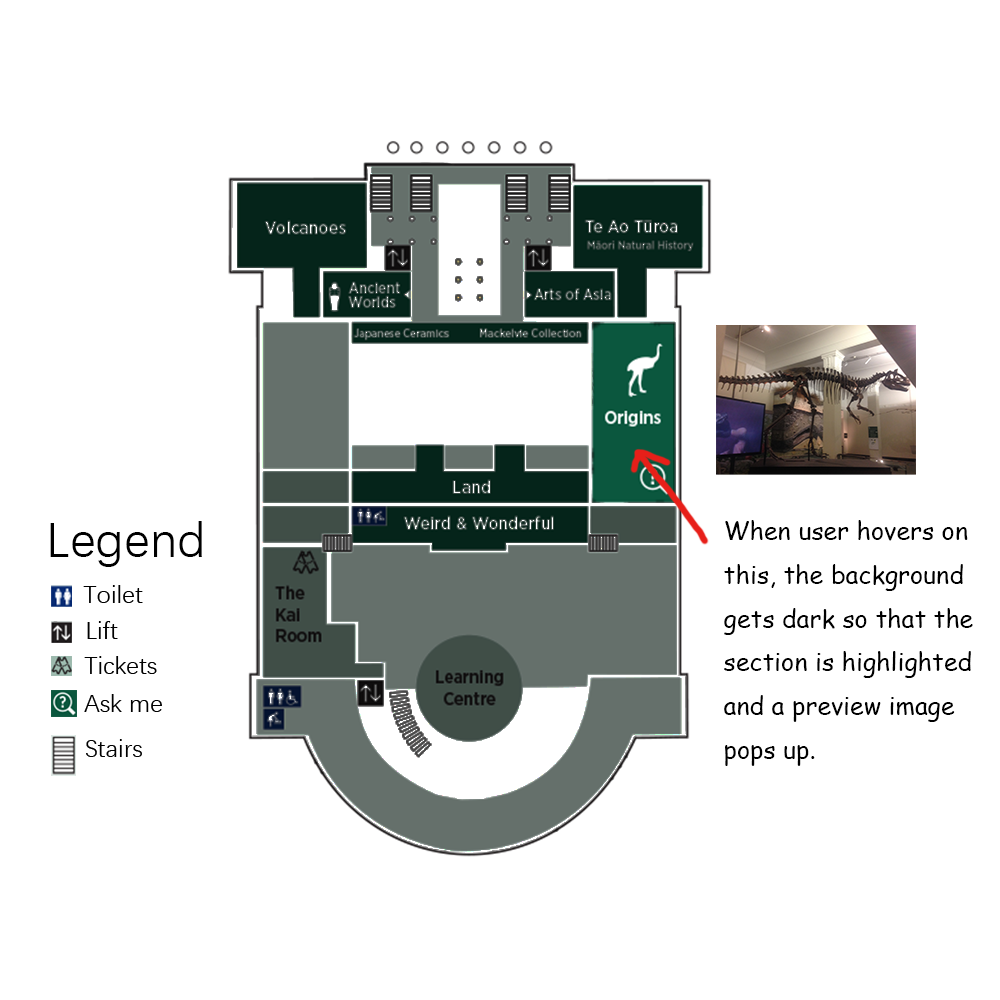 Volcanoes
Te Ao Tūroa
Māori Natural History
Ancient
Worlds
Arts of Asia
Japanese Ceramics
Mackelvie Collection
Origins
Land
Weird & Wonderful
The
Kai
Room
Learning
Centre
Legend
Toilet
Lift
Tickets
Ask me
Stairs
When user hovers on
this, the background
gets dark so that the
section is highlighted
and a preview image
pops up.